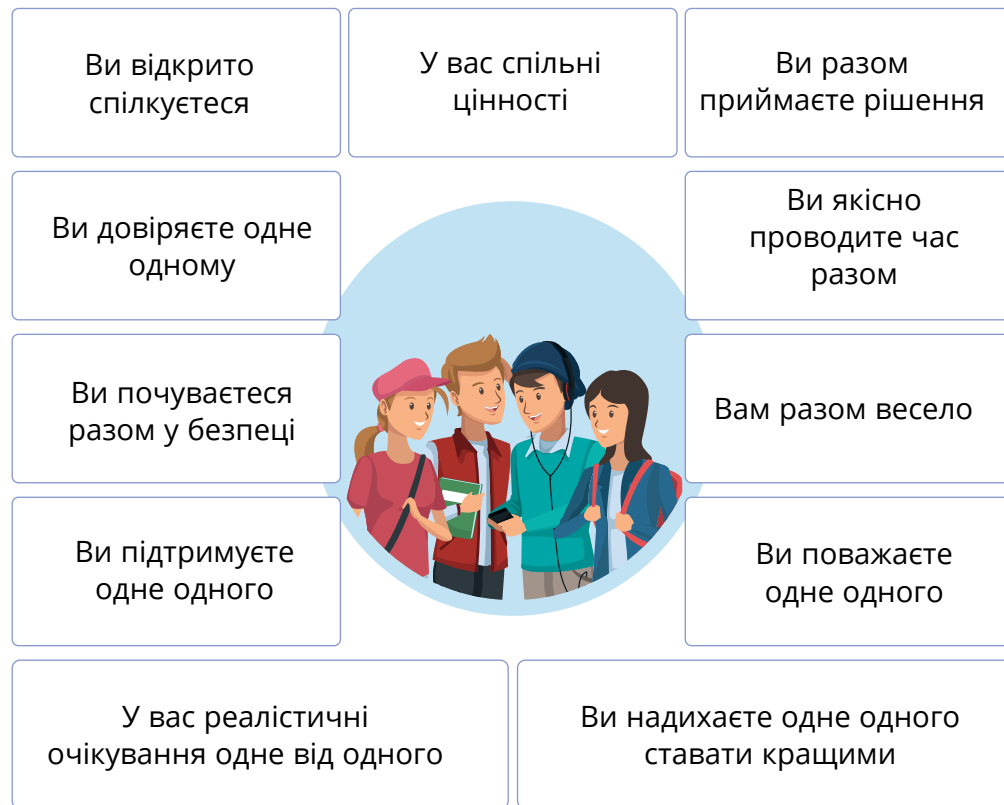 Ви відкрито
спілкуєтеся
У вас спільні
цінності
Ви разом
приймаєте рішення
Ви довіряєте одне
одному
Ви якісно
проводите час
разом
Ви почуваєтеся
разом у безпеці
Вам разом весело
Ви підтримуєте
одне одного
Ви поважаєте
одне одного
У вас реалістичні
очікування одне від одного
Ви надихаєте одне одного
ставати кращими